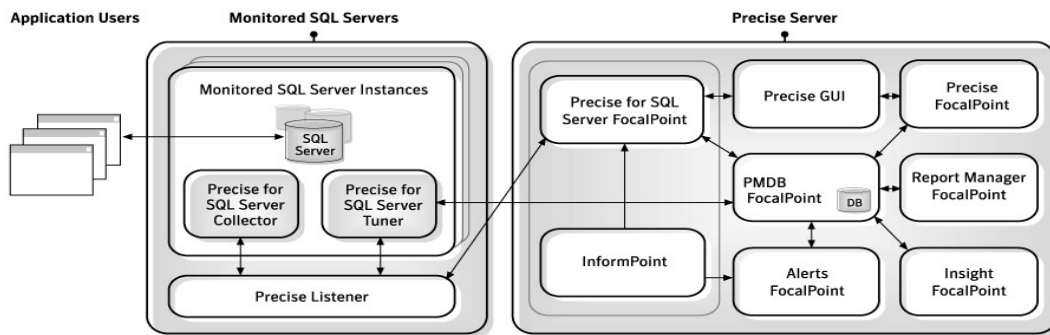 Application Users
Monitored SQL Servers
Precise Server
Monitored SQL Server Instances
SQL
Server
Precise for
SQL Server
Collector
Precise for
SQL Server
Tuner
Precise Listener
Precise for SQL
Server FocalPoint
Precise GUI
Precise
FocalPoint
PMDB
FocalPoint
DB
Report Manager
FocalPoint
InformPoint
Alerts
FocalPoint
Insight
FocalPoint